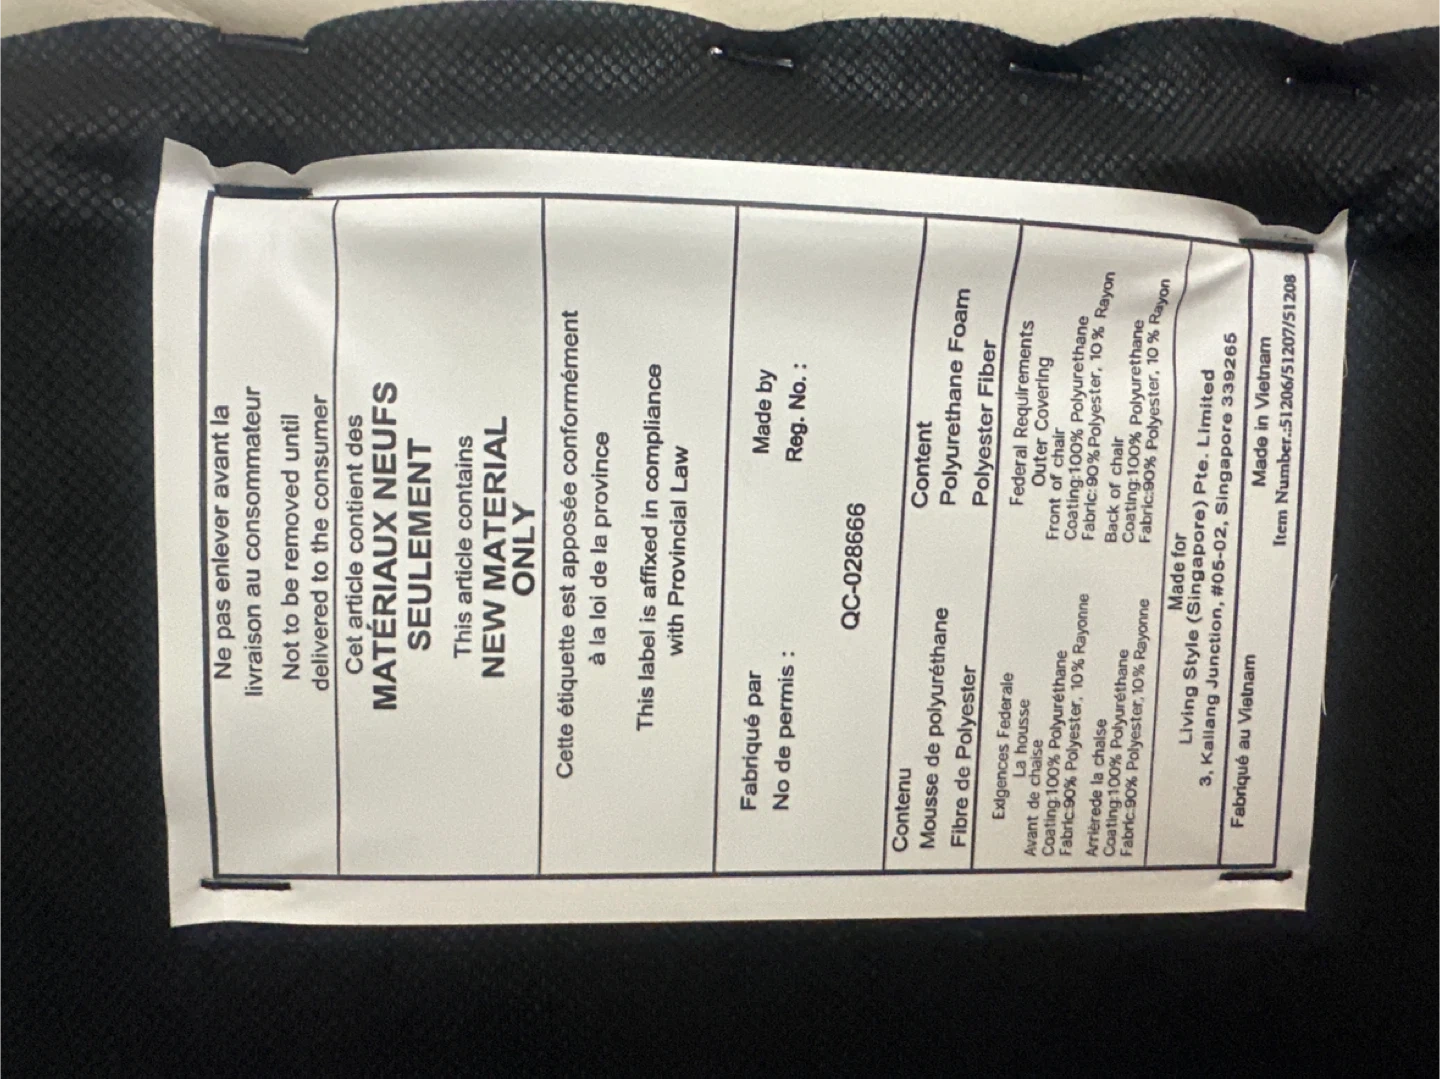 Ne pas enlever avant la
livraison au consommateur
Not to be removed until
delivered to the consumer
Cet article contient des
MATÉRIAUX NEUFS
SEULEMENT
This article contains
NEW MATERIAL
ONLY
Cette étiquette est apposée conformément
à la loi de la province
This label is affixed in compliance
with Provincial Law
Fabriqué par
No de permis :
Made by
Reg. No. :
QC-028666
Contenu
Mousse de polyuréthane
Fibre de Polyester
Content
Polyurethane Foam
Polyester Fiber
Exigences Federale
La housse
Avant de chaise
Coating:100% Polyuréthane
Fabric:90% Polyester, 10% Rayonne
Arrièrede la chaise
Coating:100% Polyuréthane
Fabric:90% Polyester,10% Rayonne
Federal Requirements
Outer Covering
Front of chair
Coating:100% Polyurethane
Fabric:90%Polyester, 10% Rayon
Back of chair
Coating:100% Polyurethane
Fabric:90% Polyester, 10% Rayon
Made for
Living Style (Singapore) Pte. Limited
3, Kallang Junction, #05-02, Singapore 339265
Fabriqué au Vietnam
Made in Vietnam
Item Number.:51206/51207/51208